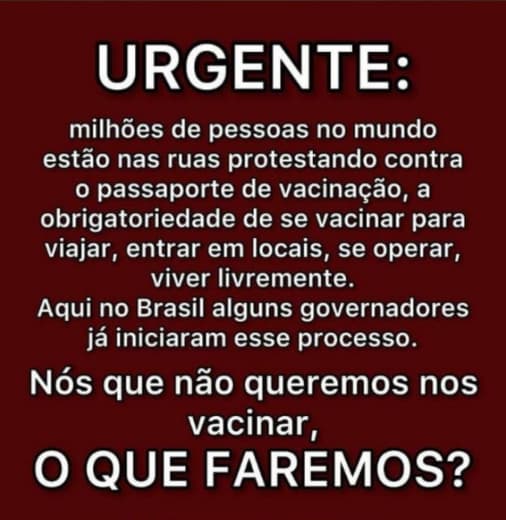 URGENTE:
milhões de pessoas no mundo
estão nas ruas protestando contra
o passaporte de vacinação, a
obrigatoriedade de se vacinar para
viajar, entrar em locais, se operar,
viver livremente.
Aqui no Brasil alguns governadores
já iniciaram esse processo.
Nós que não queremos nos
vacinar,
O QUE FAREMOS?